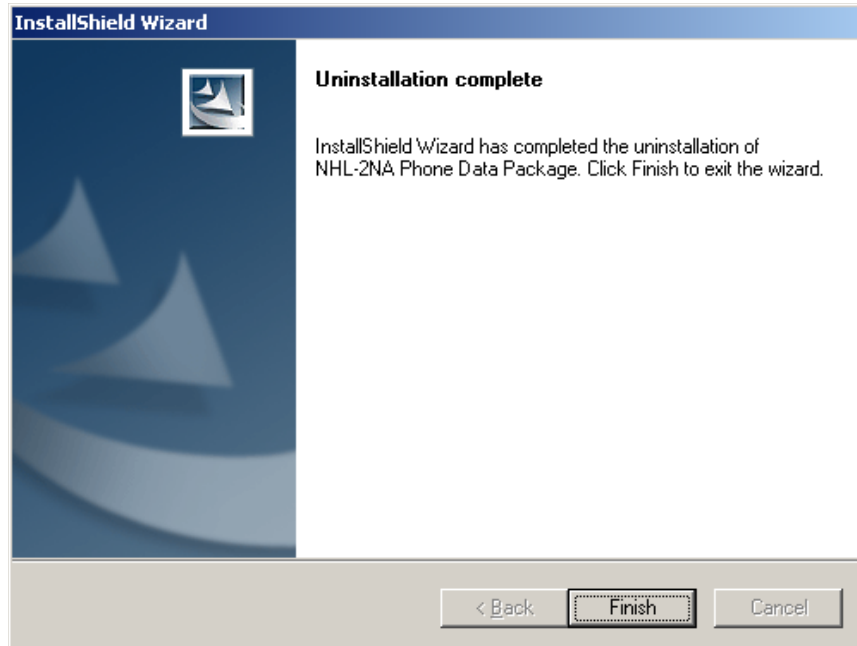 InstallShield Wizard
Uninstallation complete
InstallShield Wizard has completed the uninstallation of
NHL-2NA Phone Data Package. Click Finish to exit the wizard.
< Back Finish Cancel